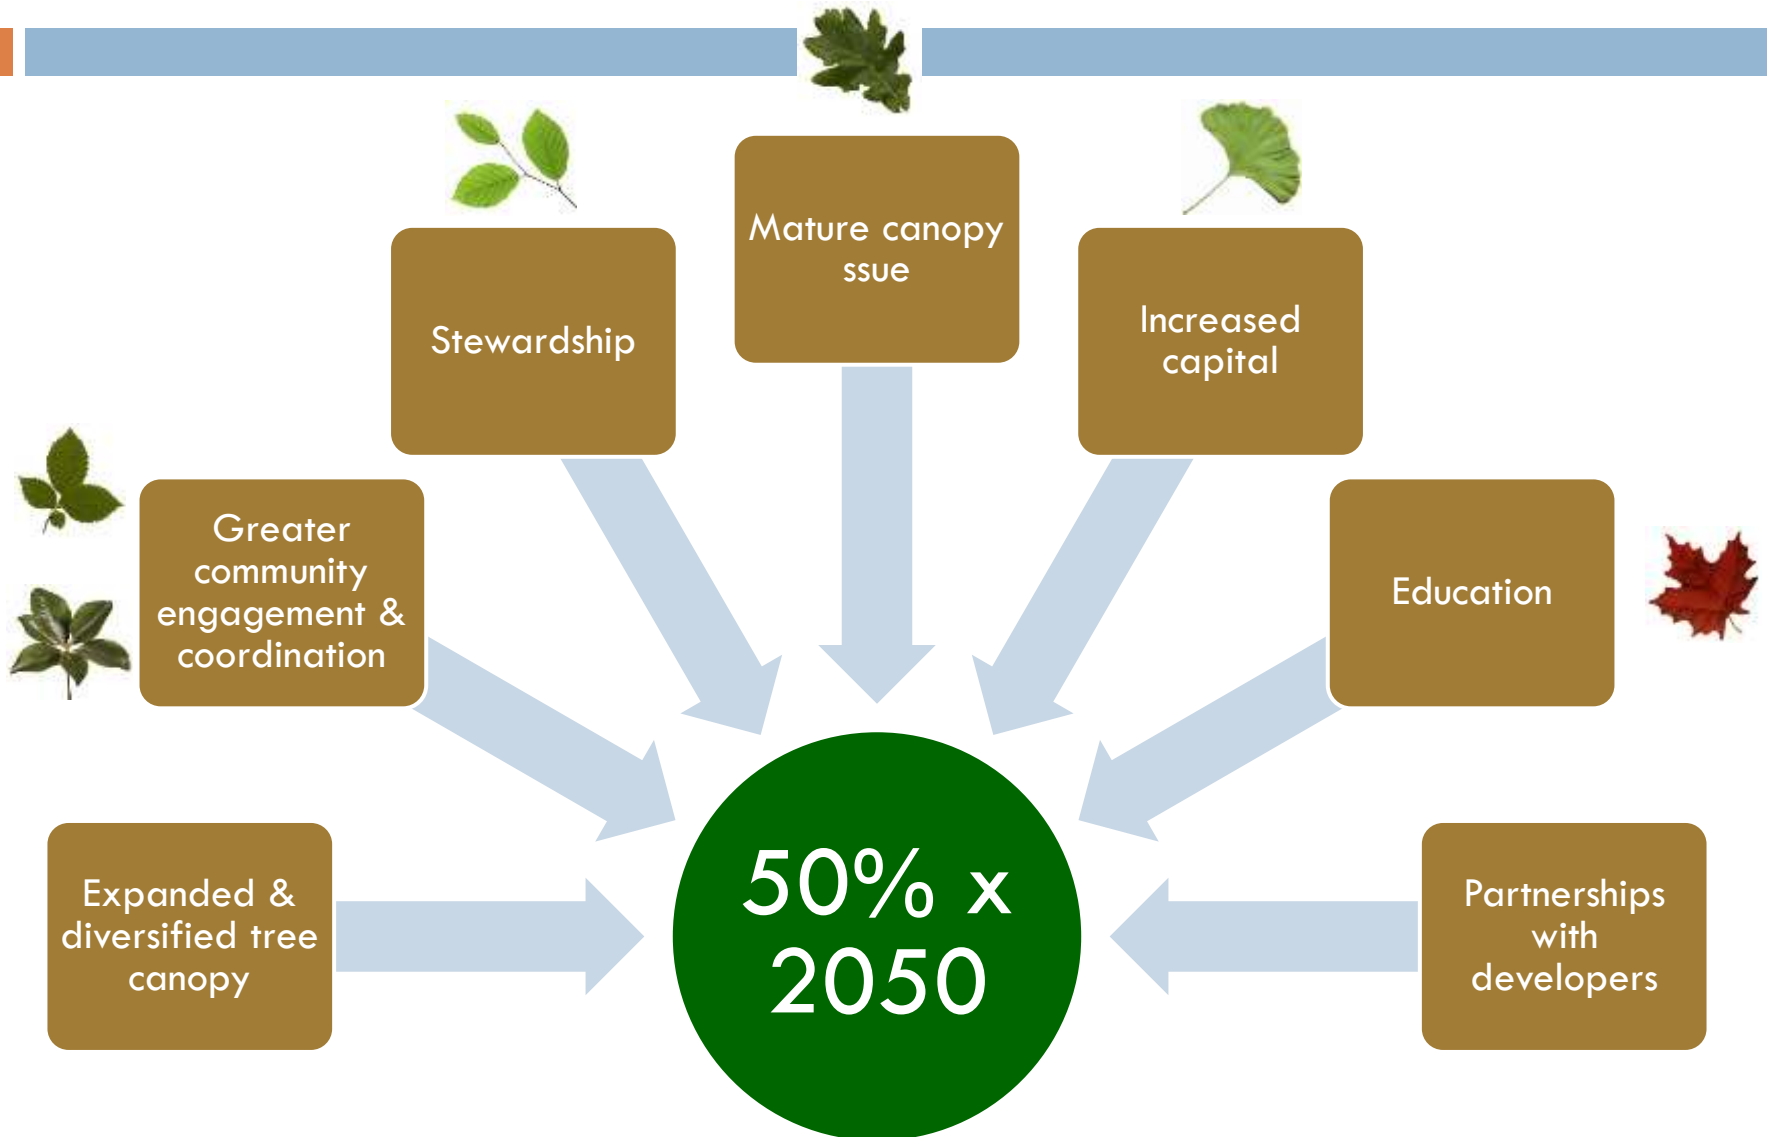 Mature canopy
ssue
Stewardship
Increased
capital
Greater
community
engagement &
coordination
Education
Expanded &
diversified tree
canopy
50% x
2050
Partnerships
with
developers